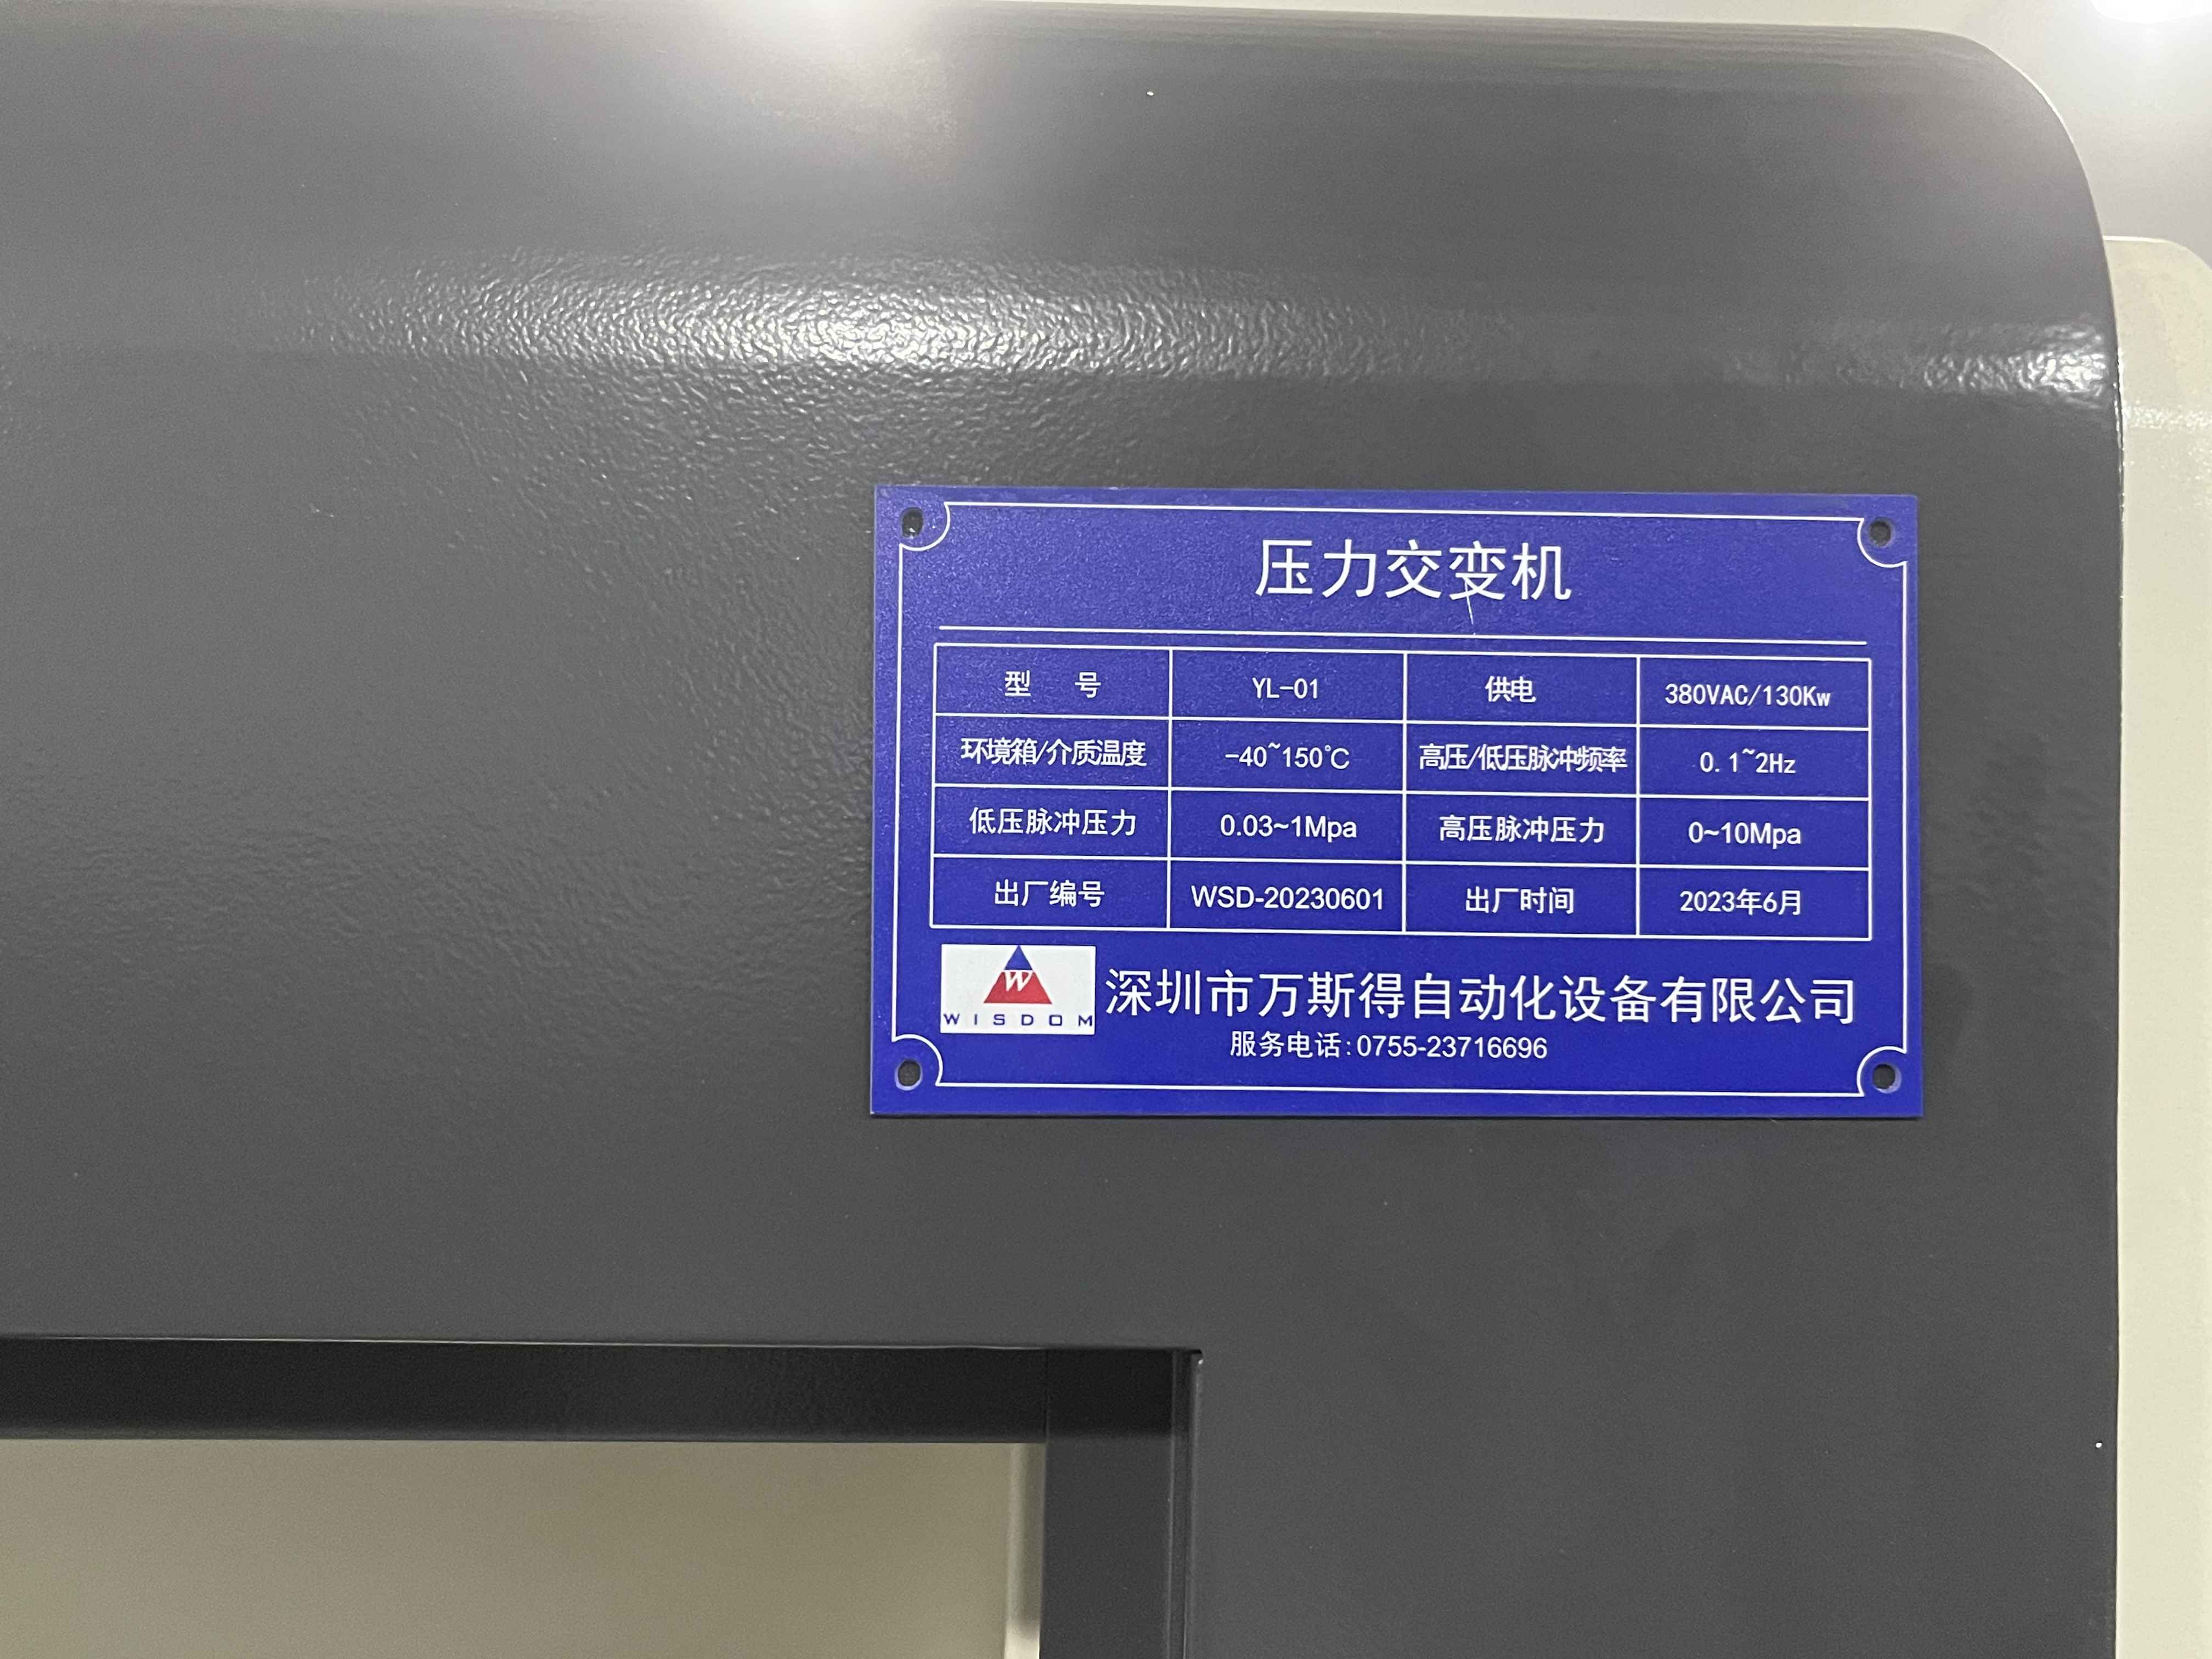 压力交变机
型 号 YL-01 供电 380VAC/130Kw
环境箱/介质温度 -40~150℃ 高压/低压脉冲频率 0.1~2Hz
低压脉冲压力 0.03~1Mpa 高压脉冲压力 0~10Mpa
出厂编号 WSD-20230601 出厂时间 2023年6月
W
WISDOM
深圳市万斯得自动化设备有限公司
服务电话:0755-23716696